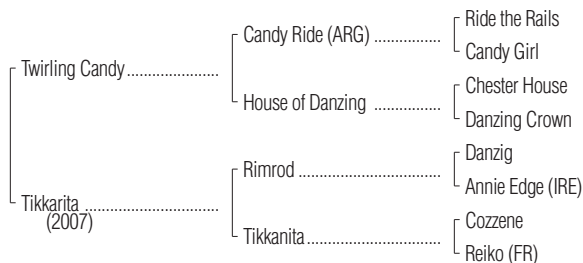 Ride the Rails
Candy Ride (ARG) ................
Candy Girl
Twirling Candy ......................
Chester House
House of Danzing ................
Danzing Crown
Danzig
Rimrod ................................
Annie Edge (IRE)
Tikkarita ................................
(2007)
Cozzene
Tikkanita ................................
Reiko (FR)